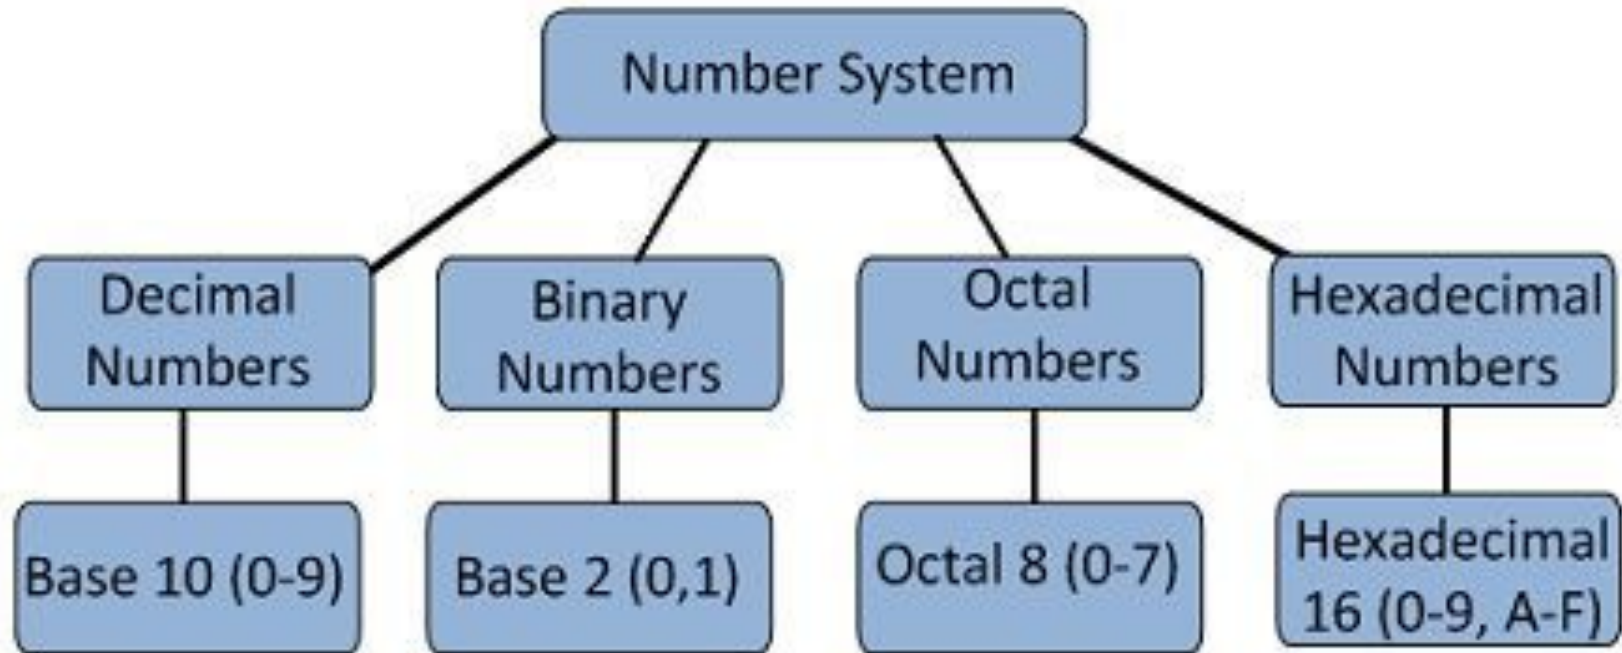 Number System
Decimal
Numbers
Binary
Numbers
Octal
Numbers
Hexadecimal
Numbers
Base 10 (0-9)
Base 2 (0,1)
Octal 8 (0-7)
Hexadecimal
16 (0-9, A-F)